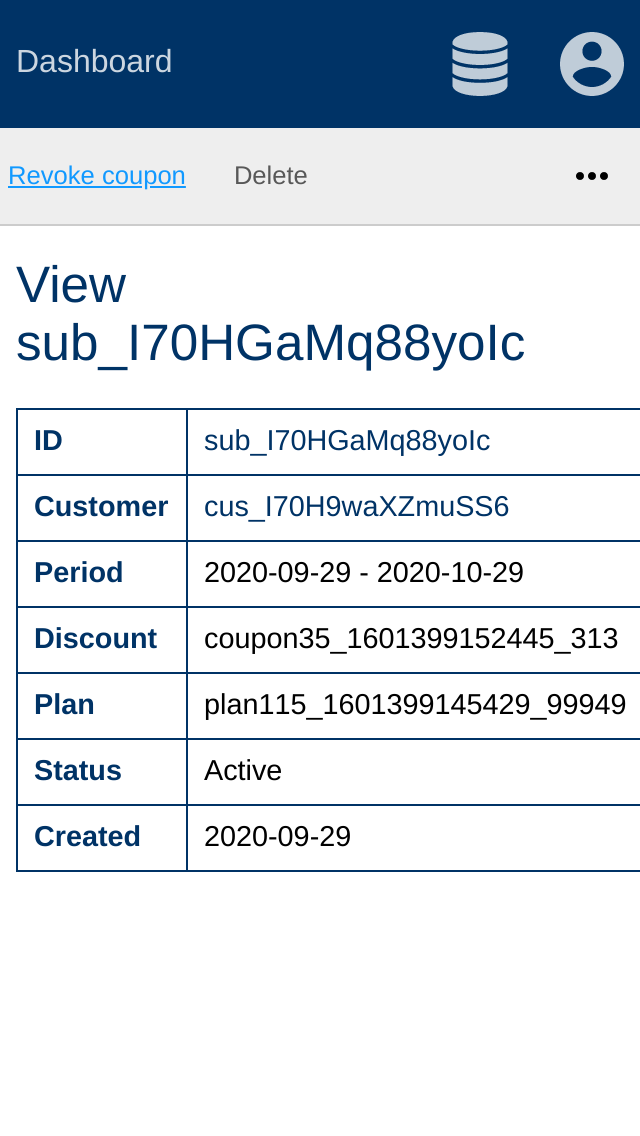 Dashboard
Revoke coupon Delete
View
sub_I70HGaMq88yoIc
ID sub_I70HGaMq88yoIc
Customer cus_I70H9waXZmuSS6
Period 2020-09-29 - 2020-10-29
Discount coupon35_1601399152445_313
Plan plan115_1601399145429_99949
Status Active
Created 2020-09-29